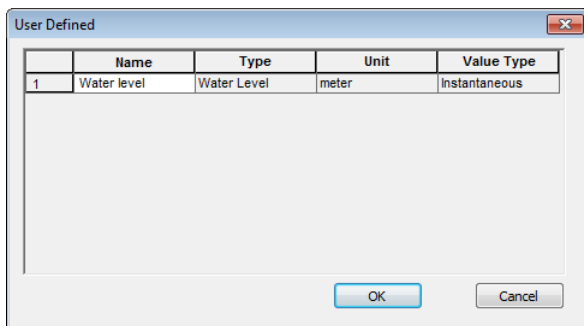 User Defined
Name Type Unit Value Type
1 Water level Water Level meter Instantaneous
OK Cancel